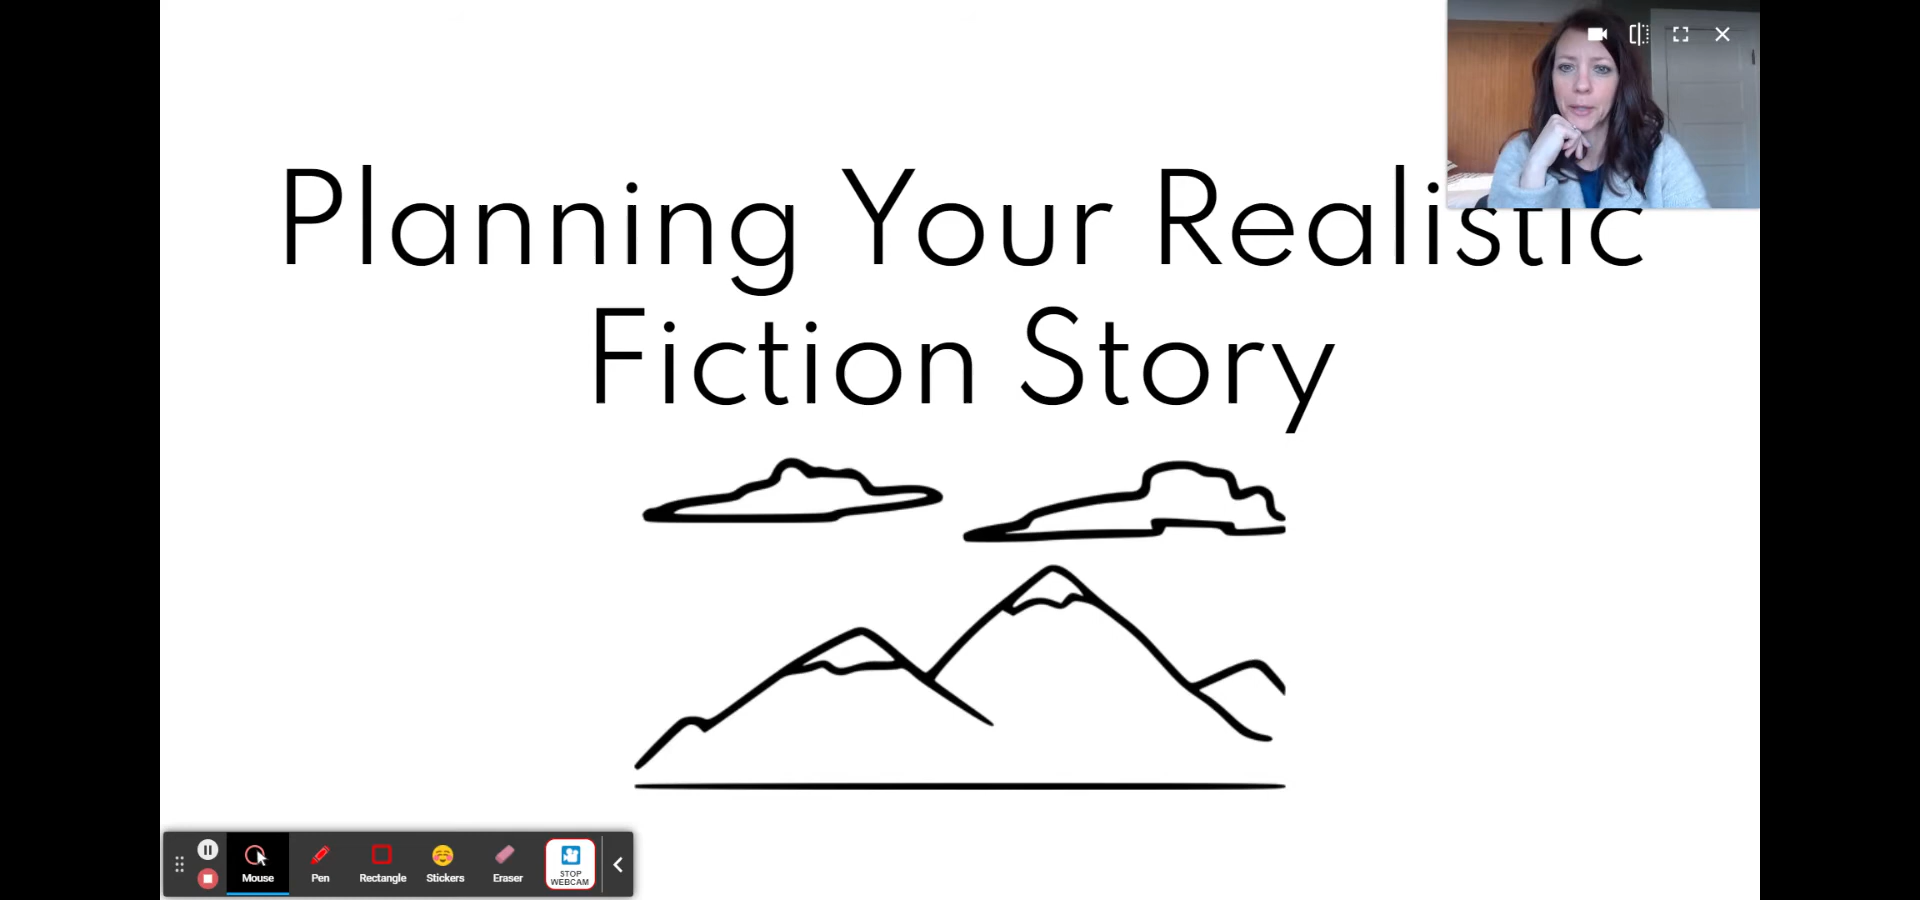 Planning Your Realistic
Fiction Story
Mouse
Pen
Rectangle
Stickers
Eraser
STOP
WEBCAM